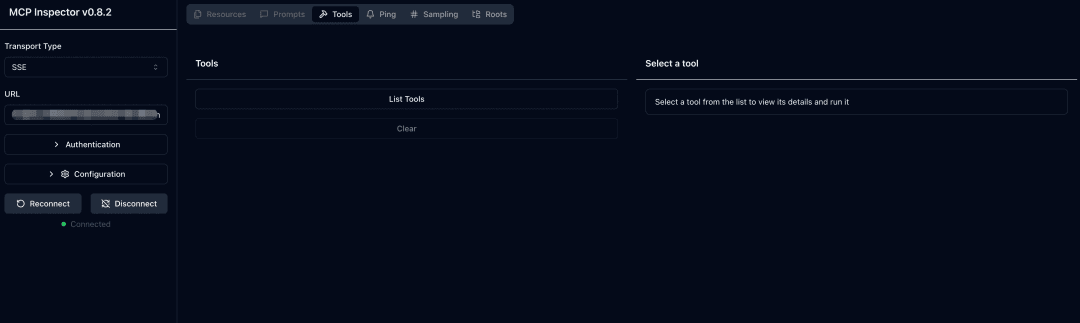 MCP Inspector v0.8.2
Resources
Prompts
Tools
Ping
Sampling
Roots
Transport Type
SSE
URL
Authentication
Configuration
Reconnect
Disconnect
Connected
Tools
List Tools
Clear
Select a tool
Select a tool from the list to view its details and run it